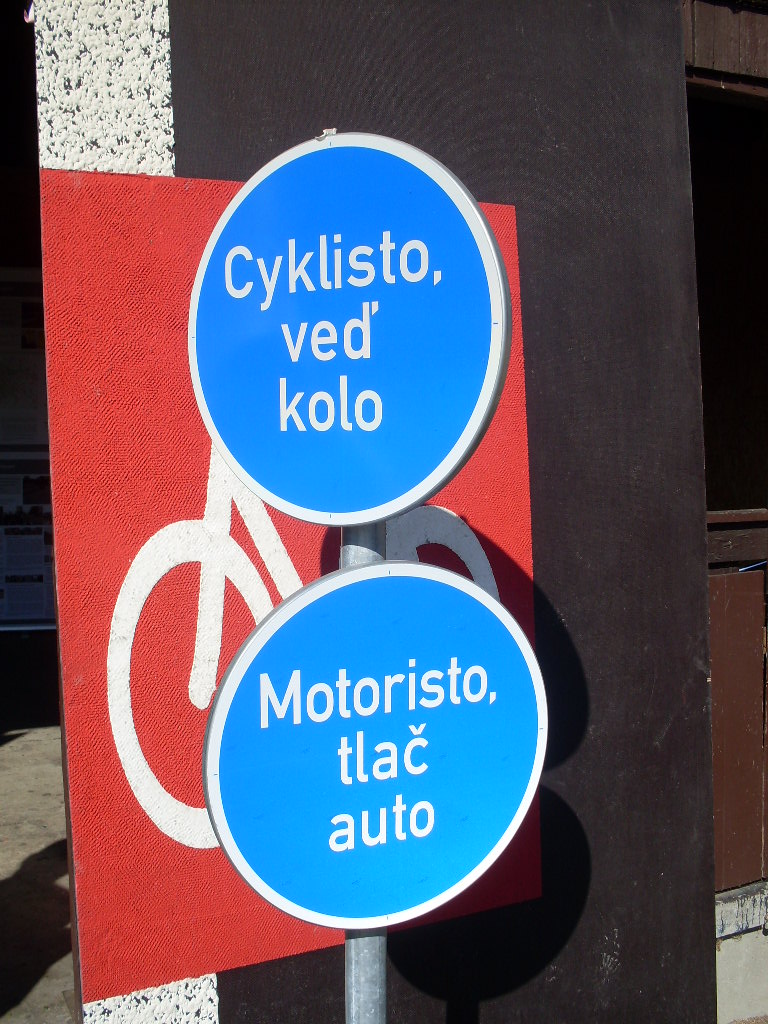 Cyklisto,
veď
kolo
Motoristo,
tlač
auto